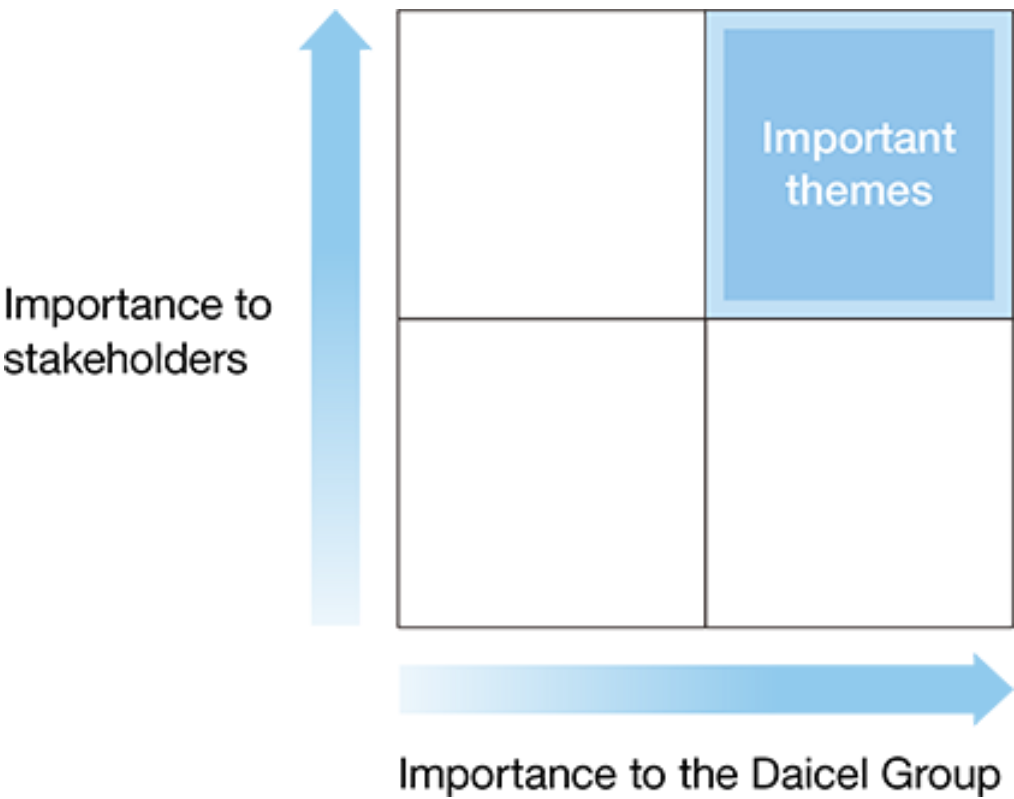 Important
themes
Importance to
stakeholders
Importance to the Daicel Group